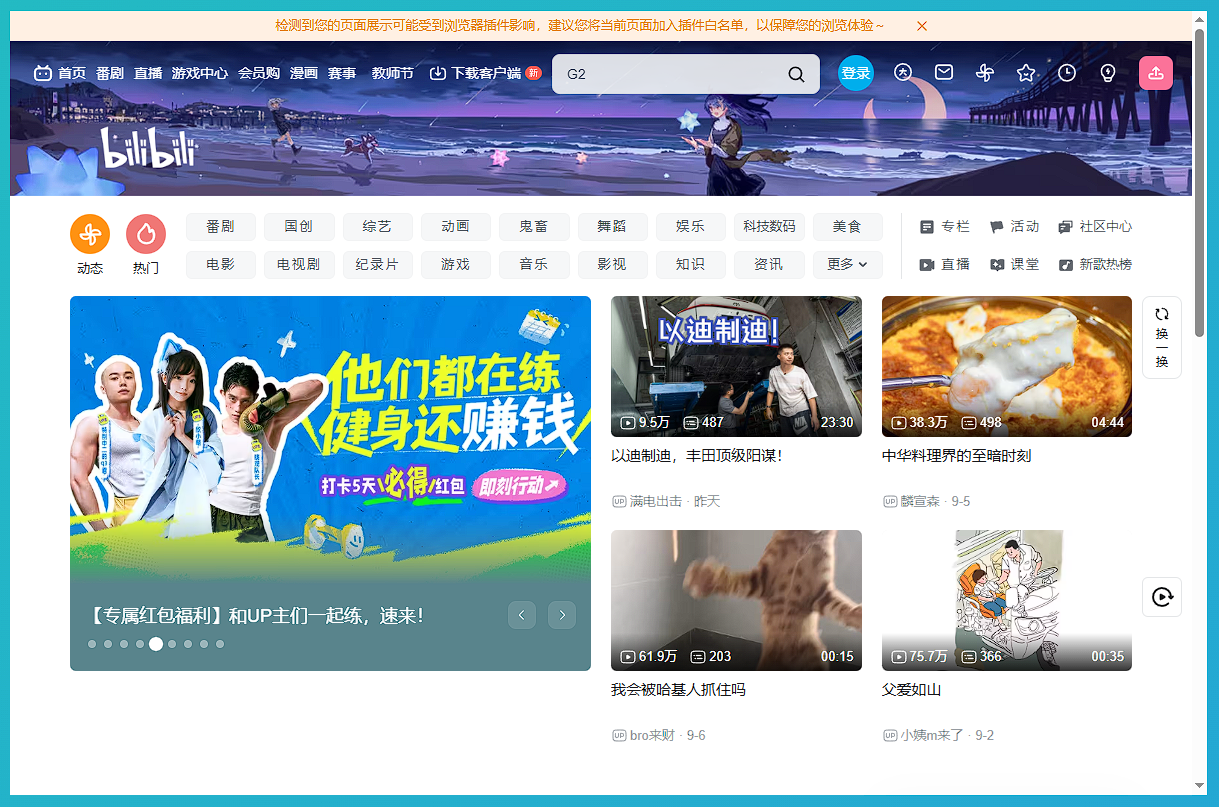 检测到您的页面展示可能受到浏览器插件影响，建议您将当前页面加入插件白名单，以保障您的浏览体验～
首页 番剧 直播 游戏中心 会员购 漫画 赛事 教师节 下载客户端 新
G2
登录
bilibili
动态
热门
番剧 国创 综艺 动画 鬼畜 舞蹈 娱乐 科技数码 美食
电影 电视剧 纪录片 游戏 音乐 影视 知识 资讯 更多
专栏 活动 社区中心
直播 课堂 新歌热榜
他们都在练
健身还赚钱
打卡5天\必得/红包
即刻行动
【专属红包福利】和UP主们一起练，速来！
以迪制迪！
9.5万 487 23:30
以迪制迪，丰田顶级阳谋！
UP 满电出击 · 昨天
38.3万 498 04:44
中华料理界的至暗时刻
UP 麟宣森 · 9-5
换一换
61.9万 203 00:15
我会被哈基人抓住吗
UP bro来财 · 9-6
75.7万 366 00:35
父爱如山
UP 小姨m来了 · 9-2